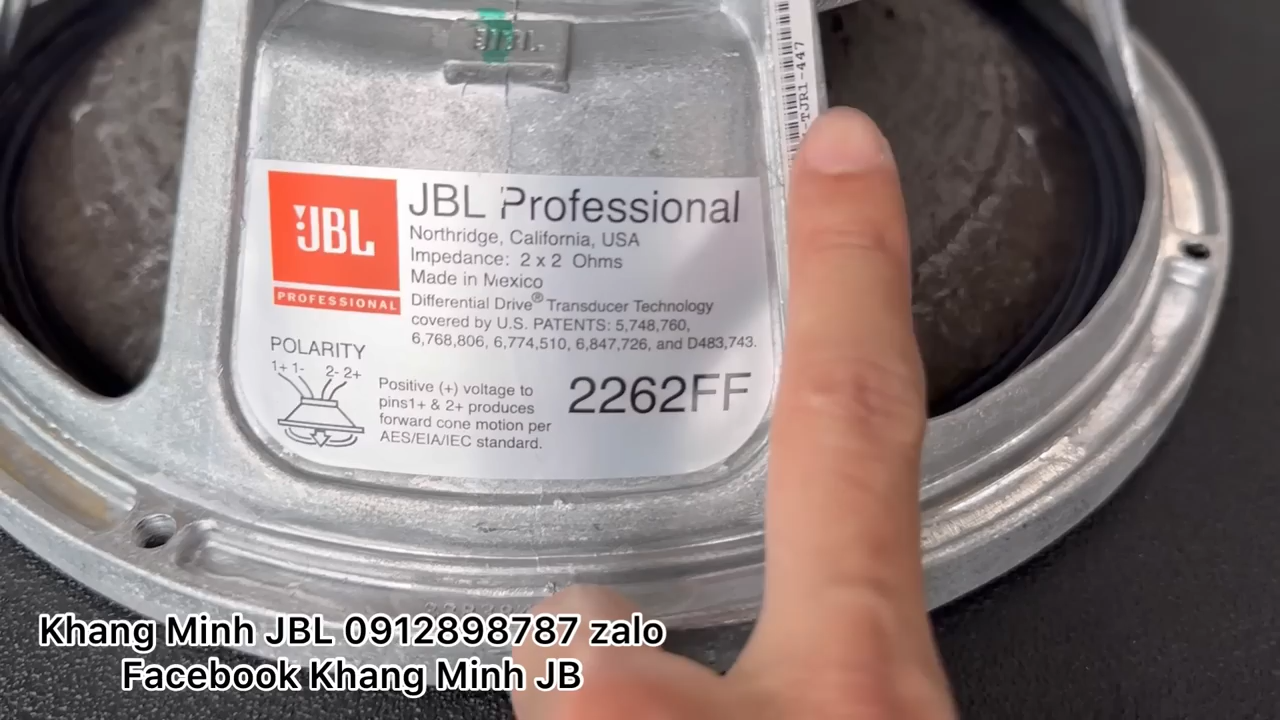 JBL
-TJR1-447
JBL
PROFESSIONAL
JBL Professional
Northridge, California, USA
Impedance: 2 x 2 Ohms
Made in Mexico
Differential Drive® Transducer Technology
covered by U.S. PATENTS: 5,748,760,
6,768,806, 6,774,510, 6,847,726, and D483,743.
POLARITY
1+ 1- 2- 2+
Positive (+) voltage to
pins1+ & 2+ produces
forward cone motion per
AES/EIA/IEC standard.
2262FF
Khang Minh JBL 0912898787 zalo
Facebook Khang Minh JB